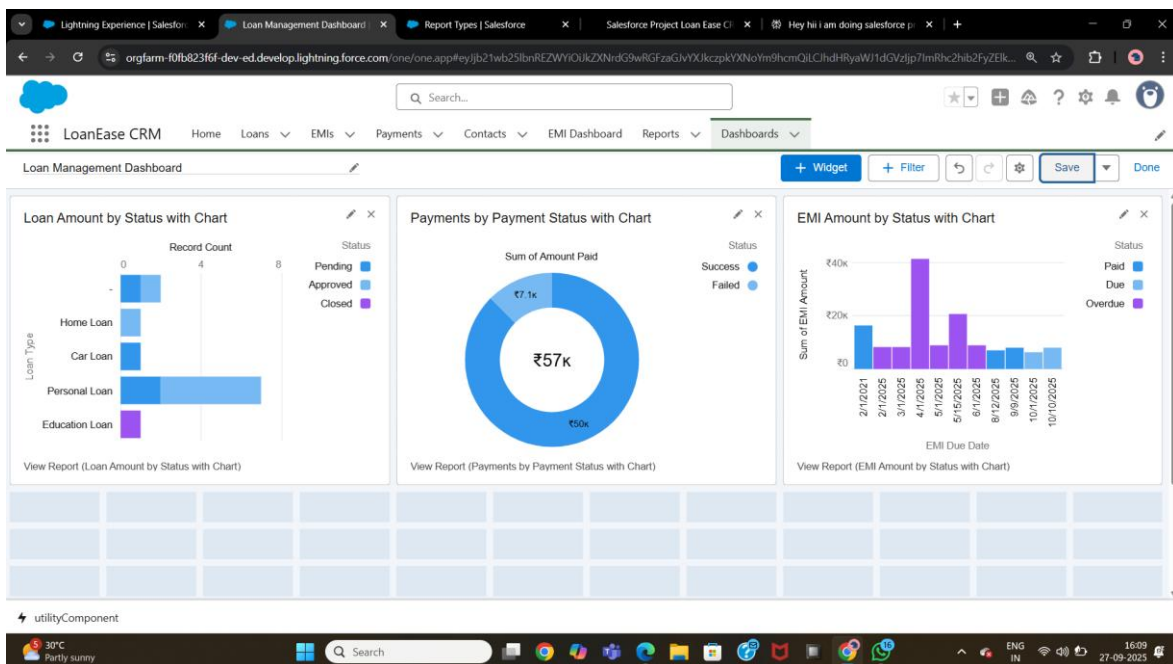 Lightning Experience | Salesforc
Loan Management Dashboard |
Report Types | Salesforce
Salesforce Project Loan Ease CR
Hey hii i am doing salesforce pr
orgfarm-f0fb823f6f-dev-ed.develop.lightning.force.com/one/one.app#
Search...
LoanEase CRM
Home Loans EMIs Payments Contacts EMI Dashboard Reports Dashboards
Loan Management Dashboard
+ Widget + Filter Save Done
Loan Amount by Status with Chart
Record Count
Status
0 4 8
Pending
Approved
Closed
Loan Type
-
Home Loan
Car Loan
Personal Loan
Education Loan
View Report (Loan Amount by Status with Chart)
Payments by Payment Status with Chart
Sum of Amount Paid
Status
Success
Failed
₹7.1K
₹57K
₹50K
View Report (Payments by Payment Status with Chart)
EMI Amount by Status with Chart
Status
Paid
Due
Overdue
Sum of EMI Amount
₹40K
₹20K
₹0
2/1/2021
2/1/2025
3/1/2025
4/1/2025
5/1/2025
5/15/2025
6/1/2025
8/12/2025
9/9/2025
10/1/2025
10/10/2025
EMI Due Date
View Report (EMI Amount by Status with Chart)
utilityComponent
5
30°C
Partly sunny
Search
16
ENG
IN
16:09
27-09-2025